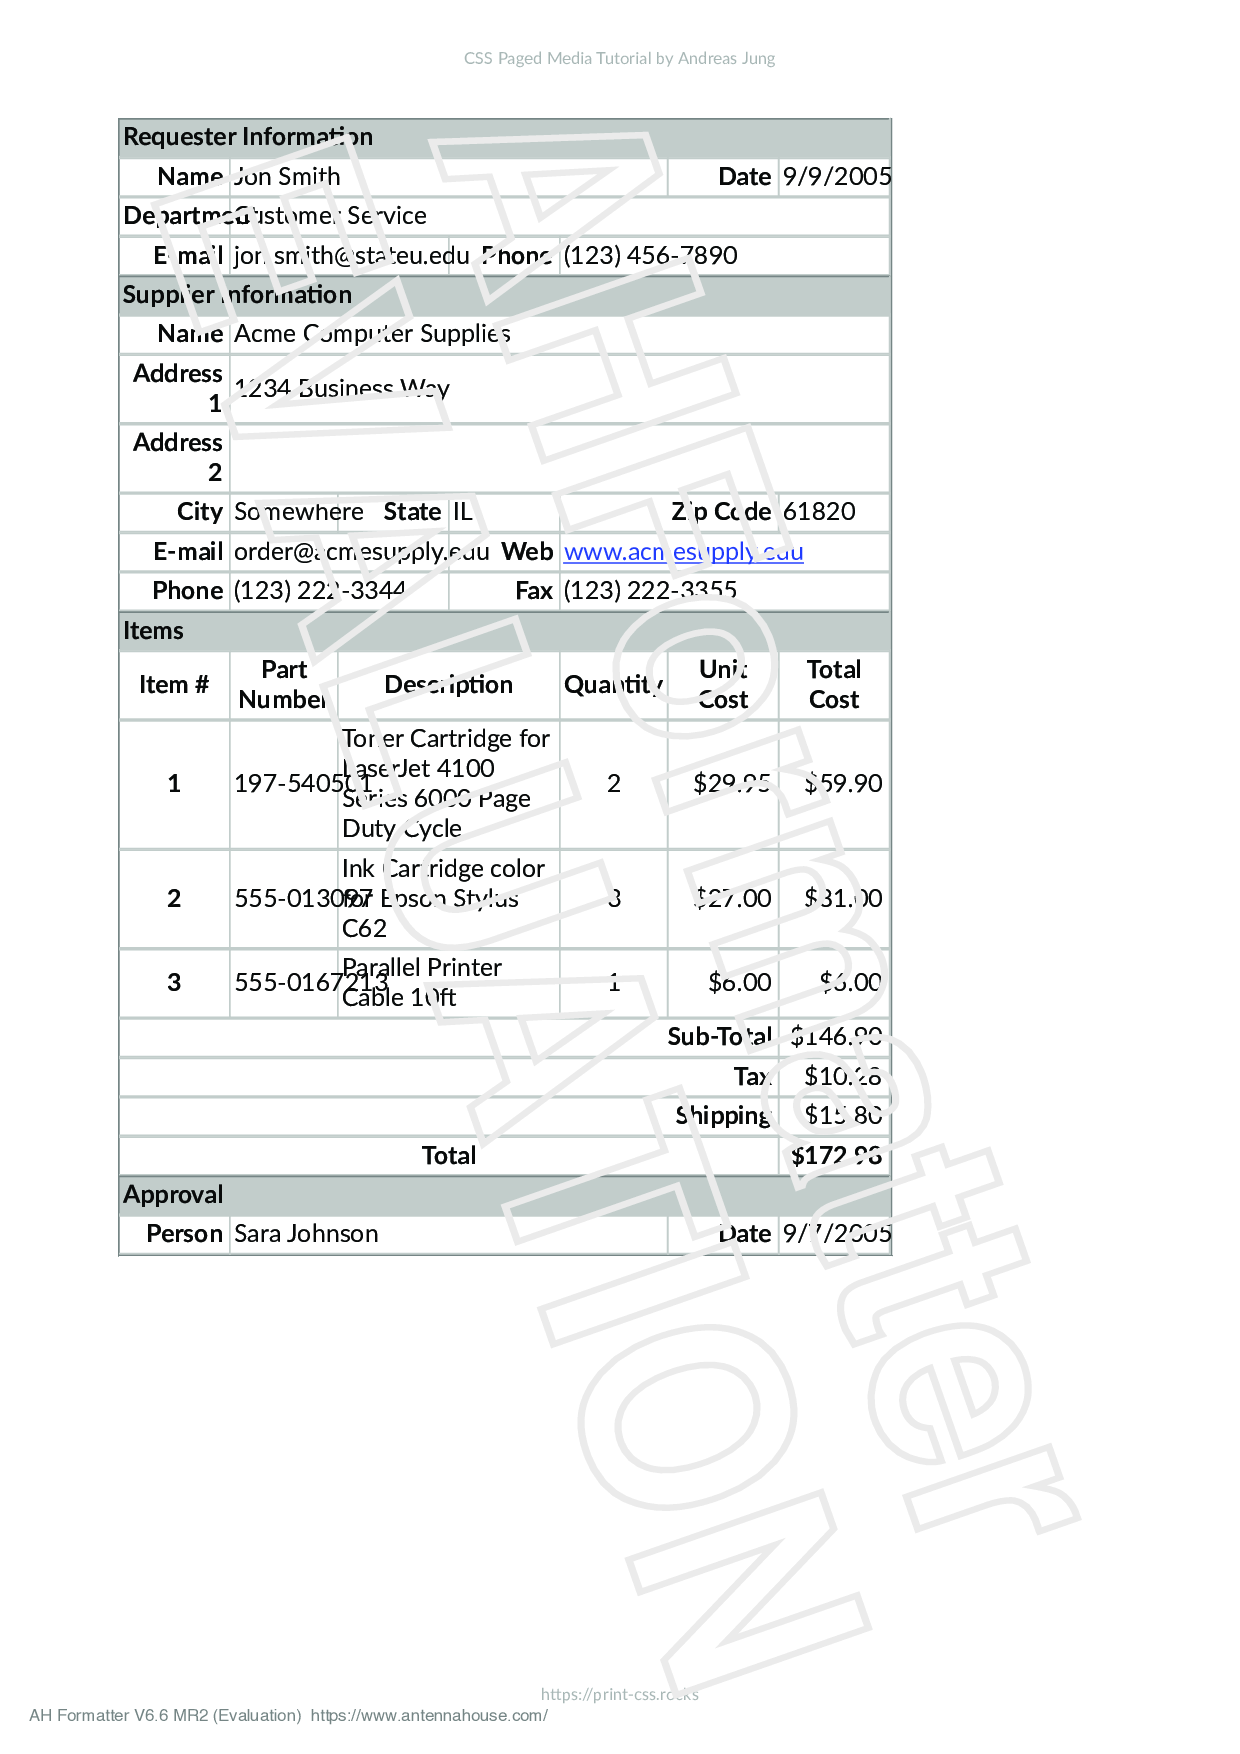 CSS Paged Media Tutorial by Andreas Jung
Requester Information
Name Jon Smith Date 9/9/2005
Department Customer Service
E-mail jon.smith@stateu.edu Phone (123) 456-7890
Supplier Information
Name Acme Computer Supplies
Address
1
1234 Business Way
Address
2
City Somewhere State IL Zip Code 61820
E-mail order@acmesupply.edu Web www.acmesupply.edu
Phone (123) 222-3344 Fax (123) 222-3355
Items
Item # Part Number Description Quantity Unit Cost Total Cost
1 197-540501 Toner Cartridge for
LaserJet 4100
Series 6000 Page
Duty Cycle
2 $29.95 $59.90
2 555-013097 Ink Cartridge color
for Epson Stylus
C62
3 $27.00 $81.00
3 555-0167213 Parallel Printer
Cable 10ft
1 $6.00 $6.00
Sub-Total $146.90
Tax $10.28
Shipping $15.80
Total $172.98
Approval
Person Sara Johnson Date 9/7/2005
AHFormatter
EVALUATION
https://print-css.rocks
AH Formatter V6.6 MR2 (Evaluation) https://www.antennahouse.com/